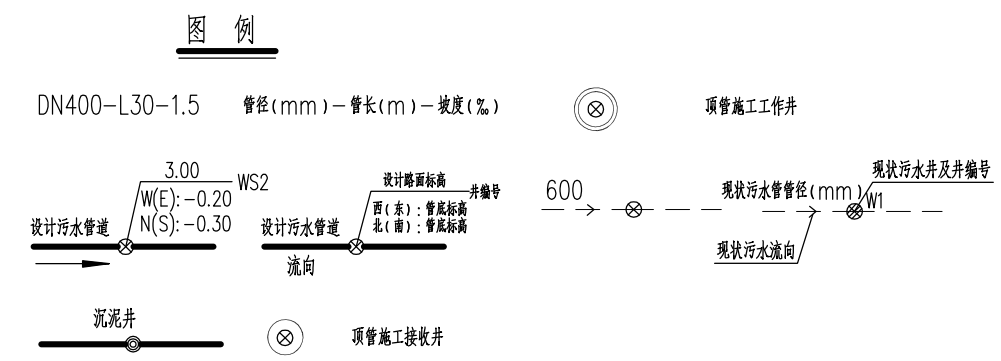 图 例
DN400-L30-1.5 管径(mm)-管长(m)-坡度(‰)
顶管施工工作井
3.00
WS2
W(E):-0.20
N(S):-0.30
设计污水管道
设计路面标高
井编号
西(东):管底标高
北(南):管底标高
设计污水管道
流向
600
现状污水管管径(mm)
现状污水井及井编号
W1
现状污水流向
沉泥井
顶管施工接收井